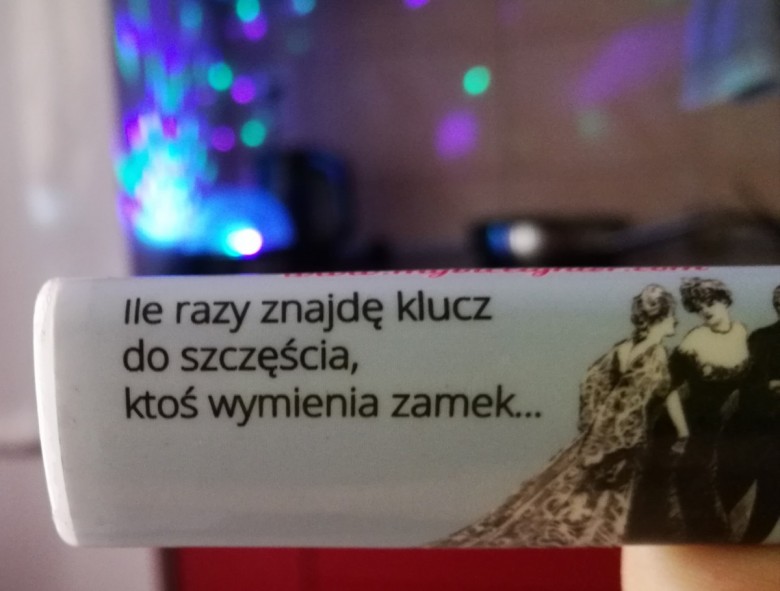 Ile razy znajdę klucz
do szczęścia,
ktoś wymienia zamek...